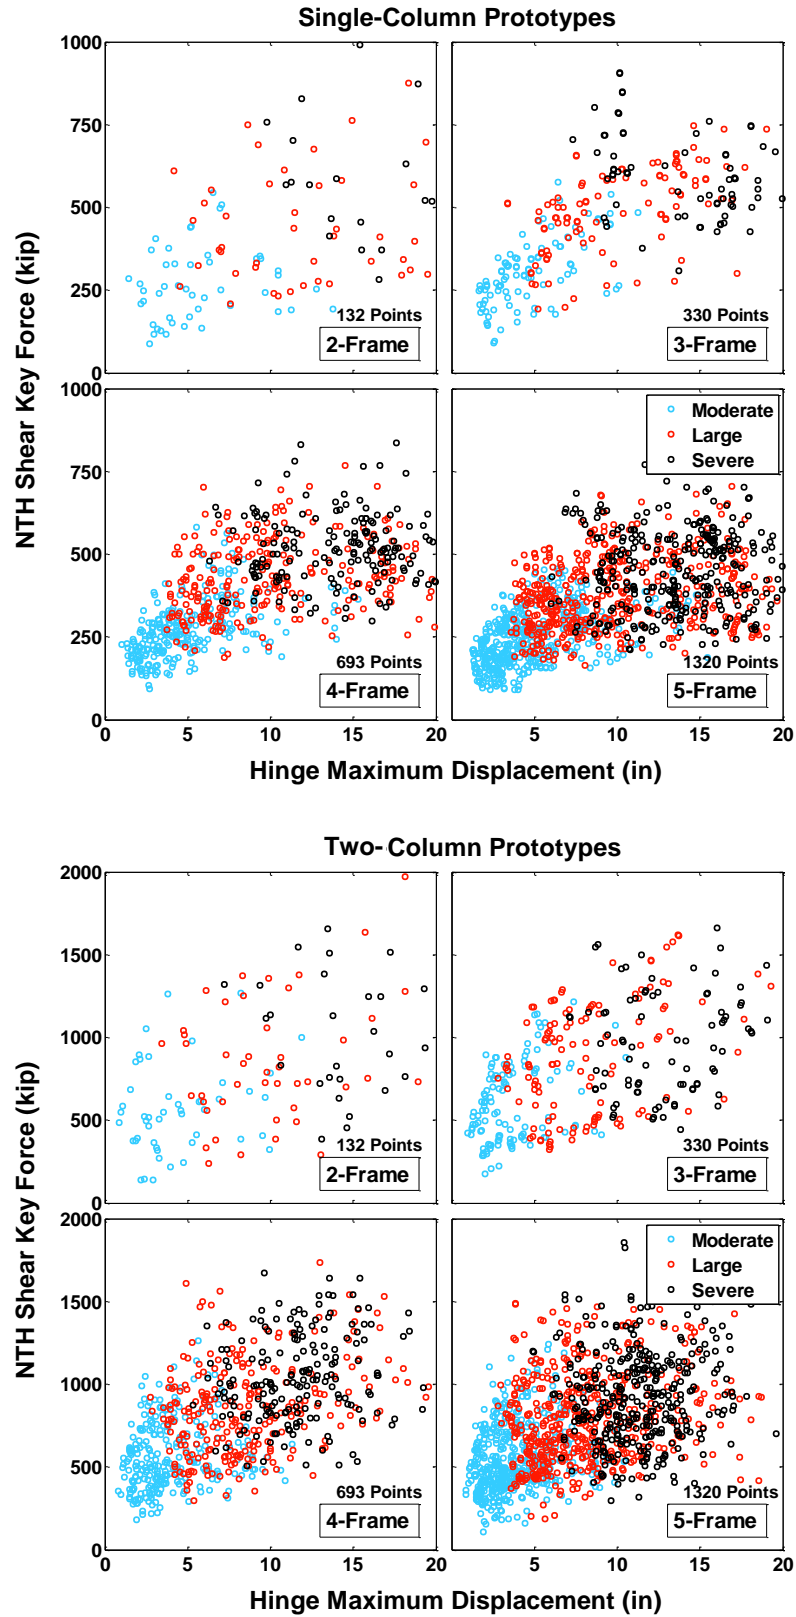 Single-Column Prototypes
NTH Shear Key Force (kip)
1000
750
500
250
0
132 Points
2-Frame
330 Points
3-Frame
1000
750
500
250
0
693 Points
4-Frame
Moderate
Large
Severe
1320 Points
5-Frame
0 5 10 15 20 5 10 15 20
Hinge Maximum Displacement (in)
Two-Column Prototypes
NTH Shear Key Force (kip)
2000
1500
1000
500
0
132 Points
2-Frame
330 Points
3-Frame
2000
1500
1000
500
0
693 Points
4-Frame
Moderate
Large
Severe
1320 Points
5-Frame
0 5 10 15 20 5 10 15 20
Hinge Maximum Displacement (in)